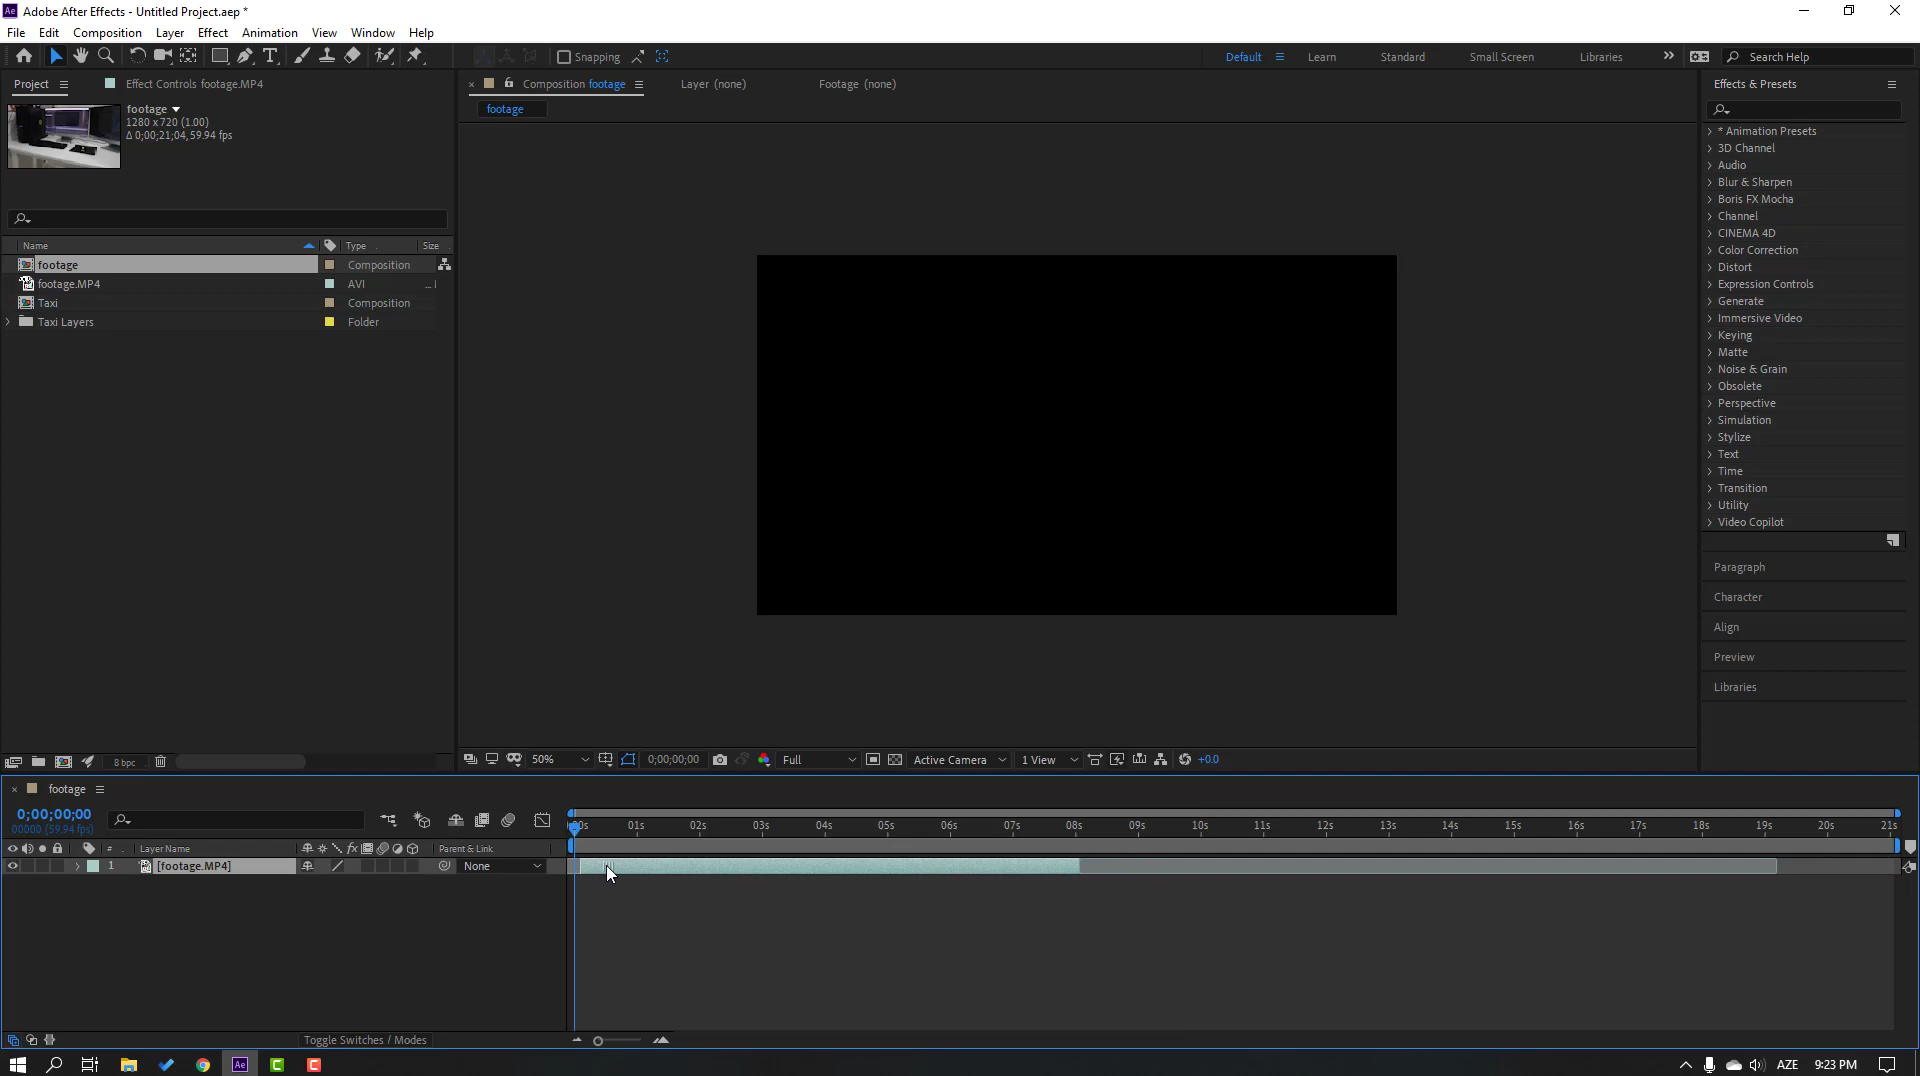 Adobe After Effects - Untitled Project.aep *
File Edit Composition Layer Effect Animation View Window Help
Snapping Default Learn Standard Small Screen Libraries Search Help
Project Effect Controls footage.MP4
Composition footage Layer (none) Footage (none)
Effects & Presets
footage
1280 x 720 (1.00)
Δ 0;00;21;04, 59.94 fps
footage
Name Type Size
footage Composition
footage.MP4 AVI ...
Taxi Composition
Taxi Layers Folder
* Animation Presets
3D Channel
Audio
Blur & Sharpen
Boris FX Mocha
Channel
CINEMA 4D
Color Correction
Distort
Expression Controls
Generate
Immersive Video
Keying
Matte
Noise & Grain
Obsolete
Perspective
Simulation
Stylize
Text
Time
Transition
Utility
Video Copilot
Paragraph
Character
Align
Preview
Libraries
8 bpc
50% 0;00;00;00 Full Active Camera 1 View +0.0
footage
0;00;00;00
00000 (59.94 fps)
00s 01s 02s 03s 04s 05s 06s 07s 08s 09s 10s 11s 12s 13s 14s 15s 16s 17s 18s 19s 20s 21s
# Layer Name fx Parent & Link
1 [footage.MP4] None
Toggle Switches / Modes
Ae AZE 9:23 PM